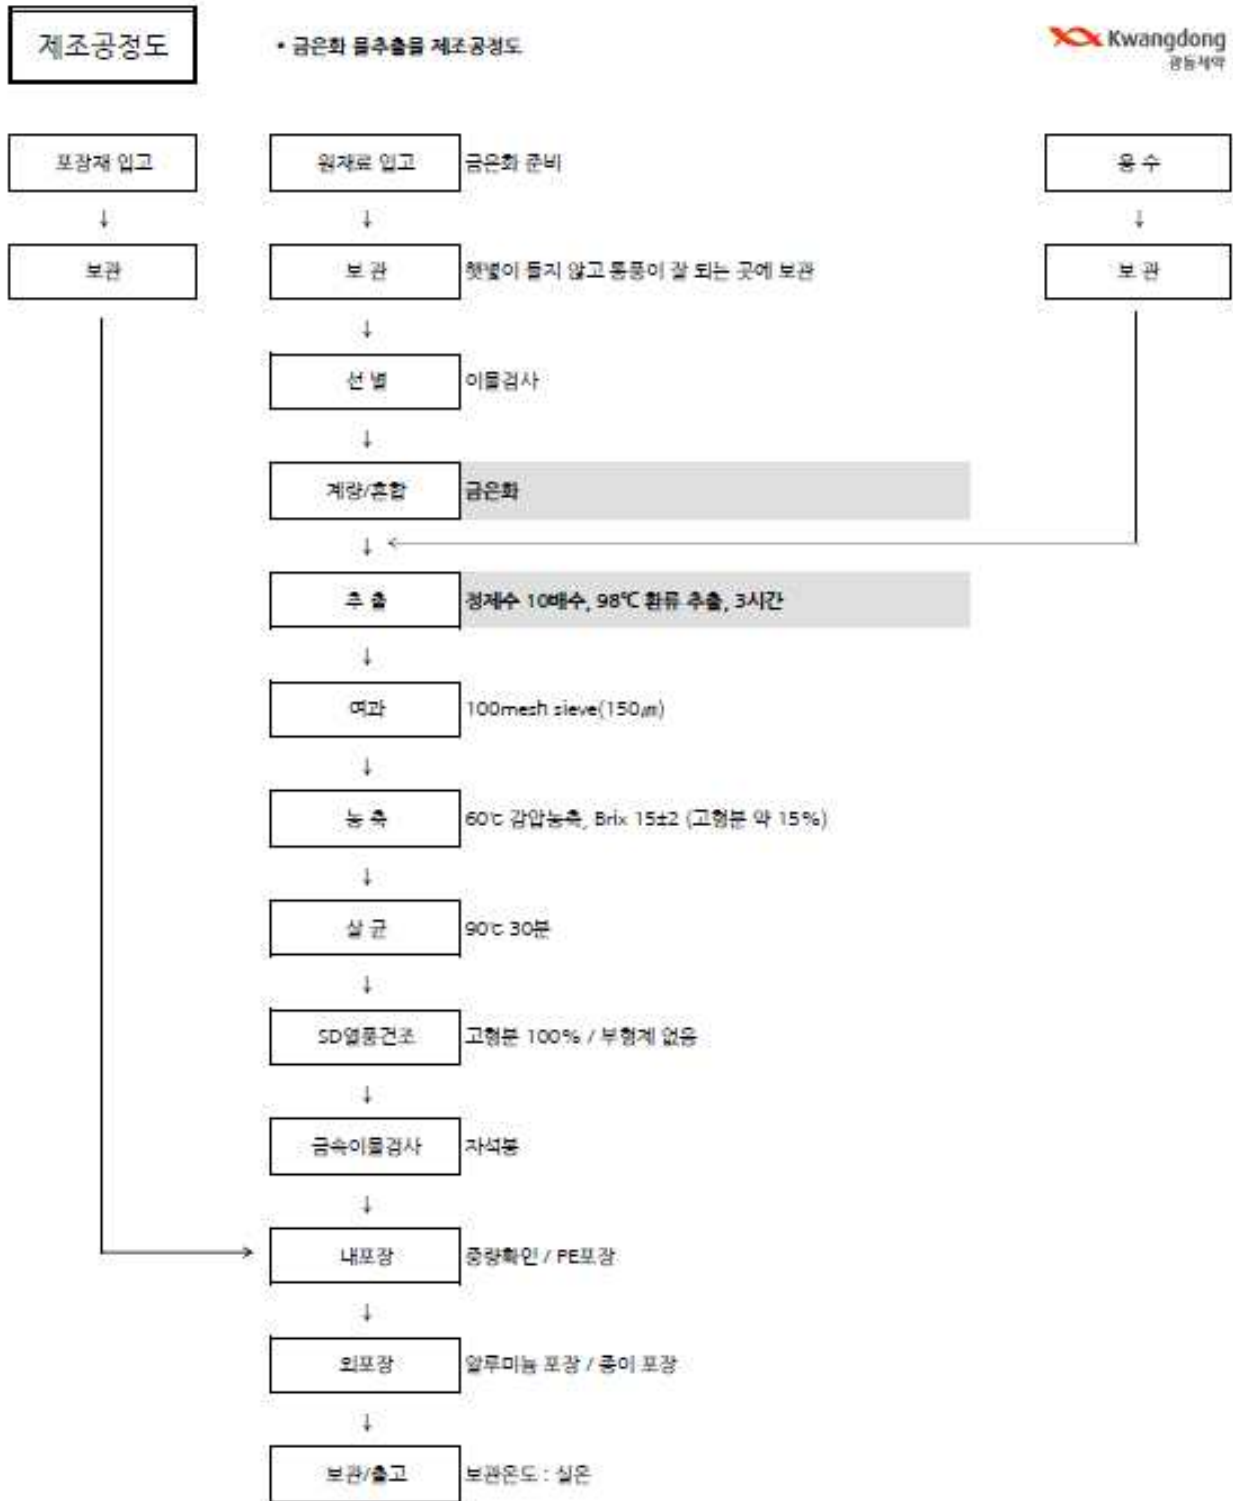 제조공정도
• 금은화 물추출물 제조공정도
Kwangdong
광동제약
포장재 입고
원재료 입고 금은화 준비
용 수
↓ ↓ ↓
보관
보 관 햇볕이 들지 않고 통풍이 잘 되는 곳에 보관
보 관
↓
선 별 이물검사
↓
계량/혼합 금은화
↓
추 출 정제수 10배수, 98℃ 환류 추출, 3시간
↓
여과 100mesh sieve(150㎛)
↓
농 축 60℃ 감압농축, Brix 15±2 (고형분 약 15%)
↓
살 균 90℃ 30분
↓
SD열풍건조 고형분 100% / 부형제 없음
↓
금속이물검사 자석봉
↓
내포장 중량확인 / PE포장
↓
외포장 알루미늄 포장 / 종이 포장
↓
보관/출고 보관온도 : 실온